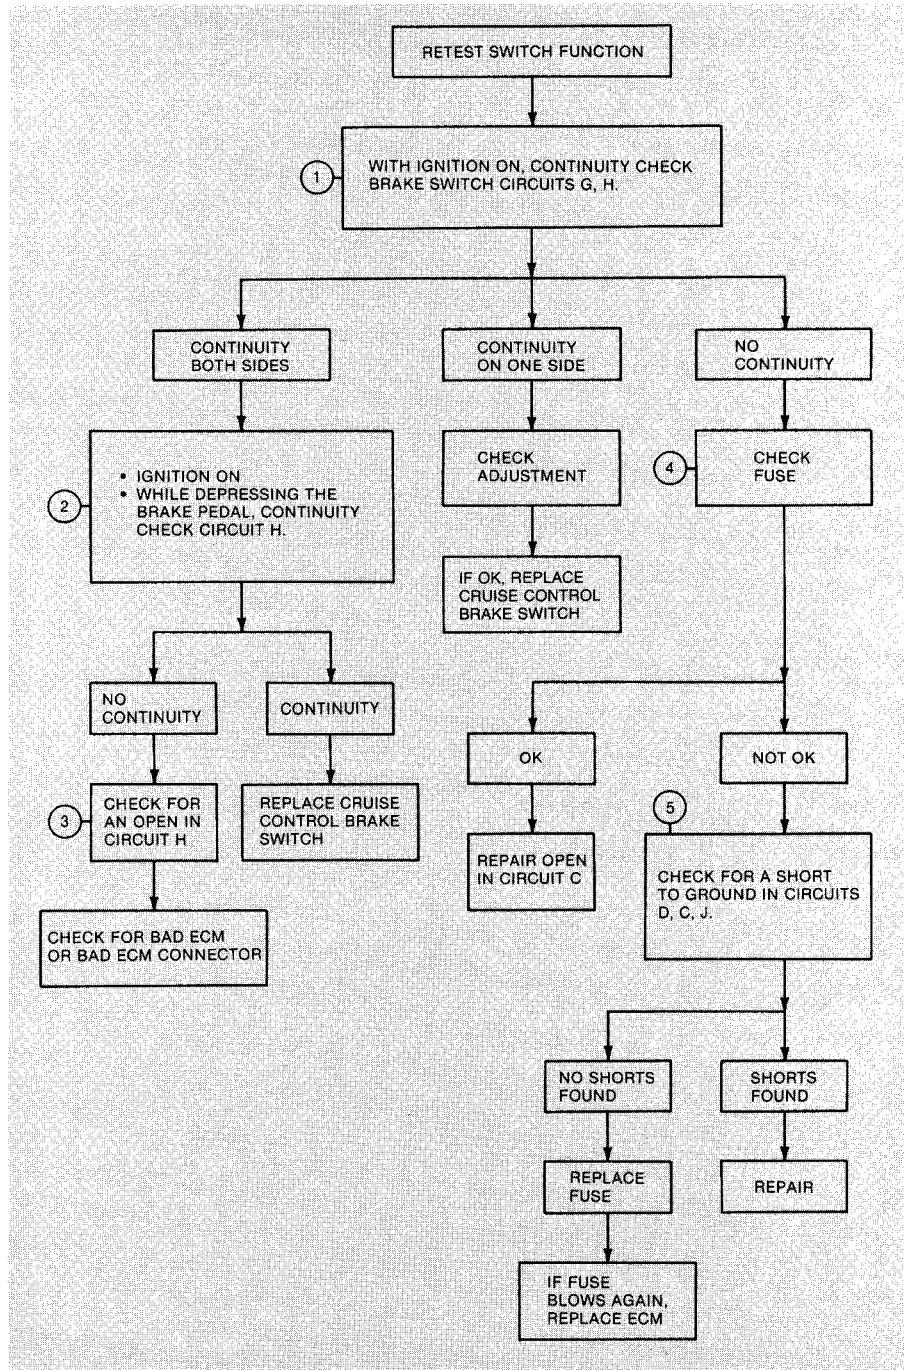 RETEST SWITCH FUNCTION
1
WITH IGNITION ON, CONTINUITY CHECK
BRAKE SWITCH CIRCUITS G, H.
CONTINUITY
BOTH SIDES
CONTINUITY
ON ONE SIDE
NO
CONTINUITY
2
• IGNITION ON
• WHILE DEPRESSING THE
BRAKE PEDAL, CONTINUITY
CHECK CIRCUIT H.
CHECK
ADJUSTMENT
4
CHECK
FUSE
IF OK, REPLACE
CRUISE CONTROL
BRAKE SWITCH
NO
CONTINUITY
CONTINUITY
OK
NOT OK
3
CHECK FOR
AN OPEN IN
CIRCUIT H
REPLACE CRUISE
CONTROL BRAKE
SWITCH
REPAIR OPEN
IN CIRCUIT C
5
CHECK FOR A SHORT
TO GROUND IN CIRCUITS
D, C, J.
CHECK FOR BAD ECM
OR BAD ECM CONNECTOR
NO SHORTS
FOUND
SHORTS
FOUND
REPLACE
FUSE
REPAIR
IF FUSE
BLOWS AGAIN,
REPLACE ECM